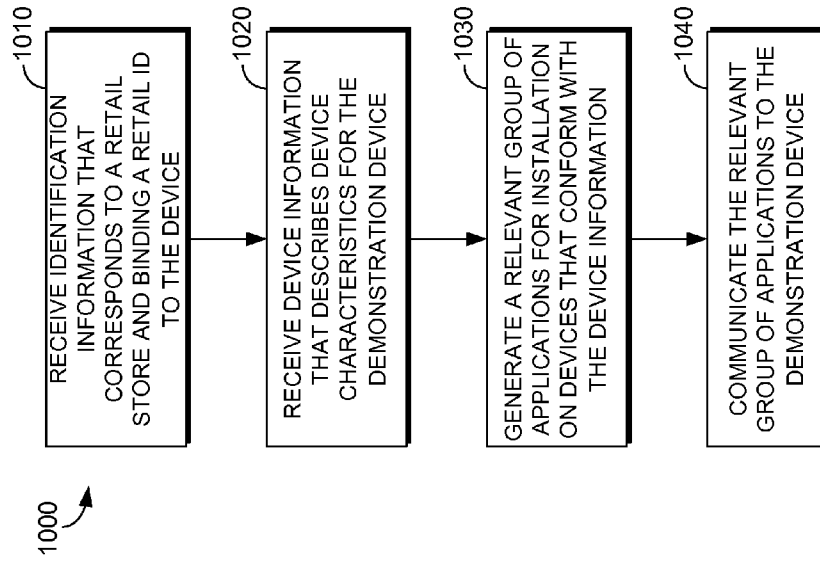 1000
1010
RECEIVE IDENTIFICATION
INFORMATION THAT
CORRESPONDS TO A RETAIL
STORE AND BINDING A RETAIL ID
TO THE DEVICE
1020
RECEIVE DEVICE INFORMATION
THAT DESCRIBES DEVICE
CHARACTERISTICS FOR THE
DEMONSTRATION DEVICE
1030
GENERATE A RELEVANT GROUP OF
APPLICATIONS FOR INSTALLATION
ON DEVICES THAT CONFORM WITH
THE DEVICE INFORMATION
1040
COMMUNICATE THE RELEVANT
GROUP OF APPLICATIONS TO THE
DEMONSTRATION DEVICE